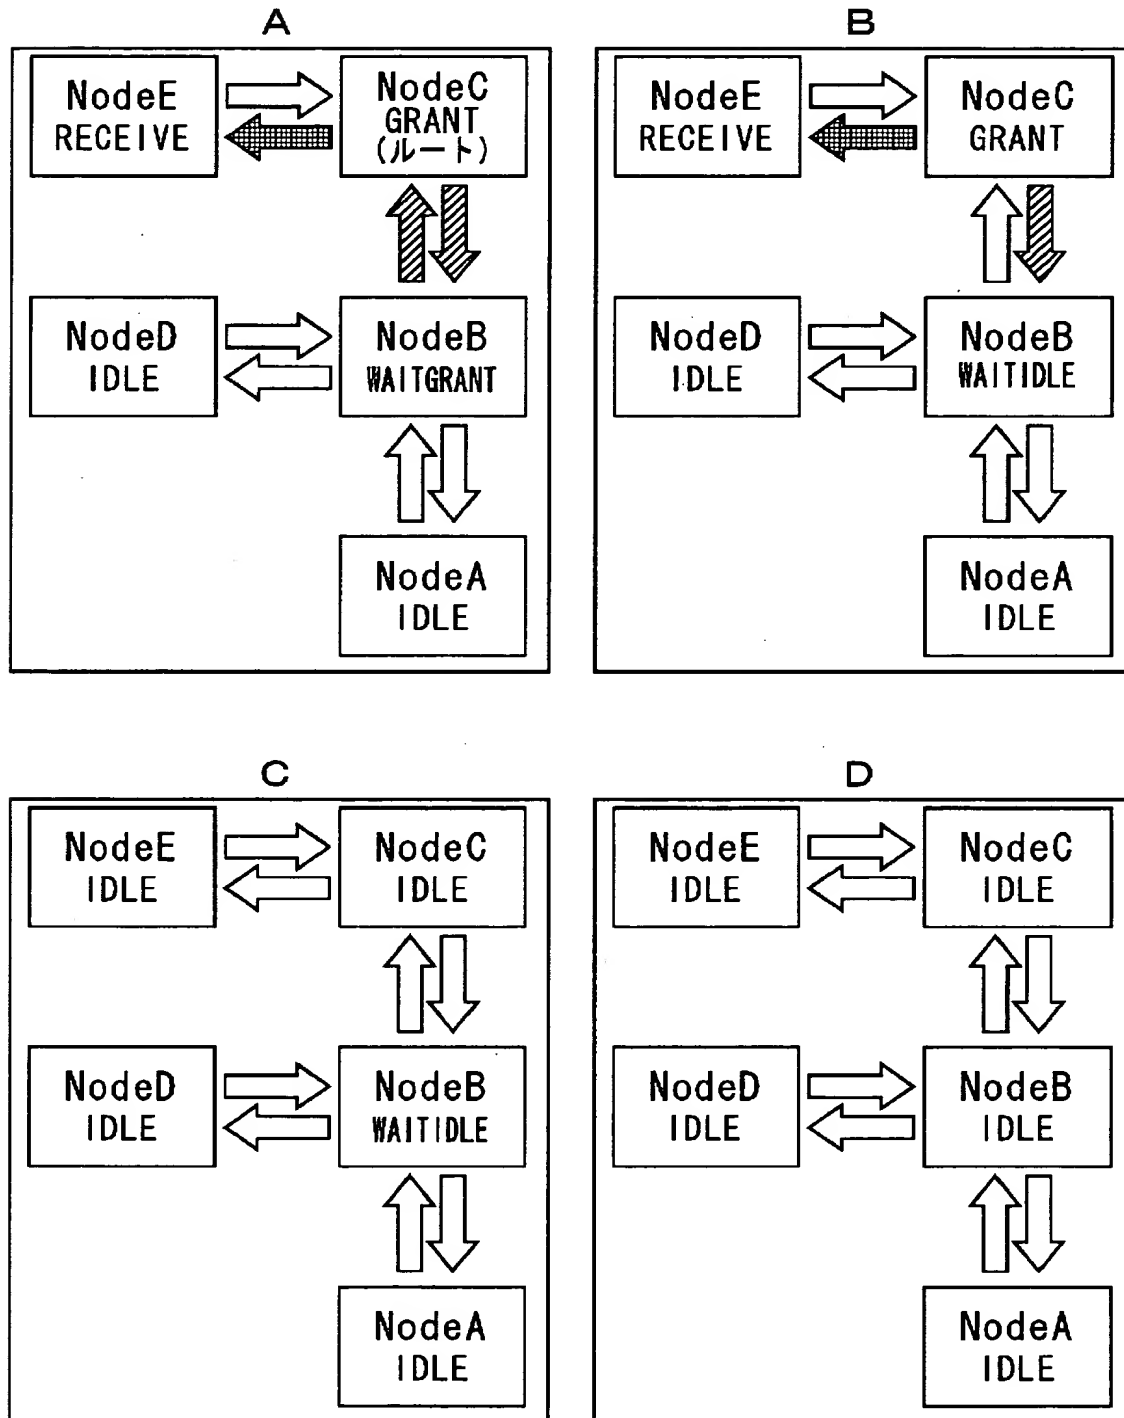 A
NodeE
RECEIVE
NodeC
GRANT
(ルート)
NodeD
IDLE
NodeB
WAITGRANT
NodeA
IDLE
B
NodeE
RECEIVE
NodeC
GRANT
NodeD
IDLE
NodeB
WAITIDLE
NodeA
IDLE
C
NodeE
IDLE
NodeC
IDLE
NodeD
IDLE
NodeB
WAITIDLE
NodeA
IDLE
D
NodeE
IDLE
NodeC
IDLE
NodeD
IDLE
NodeB
IDLE
NodeA
IDLE